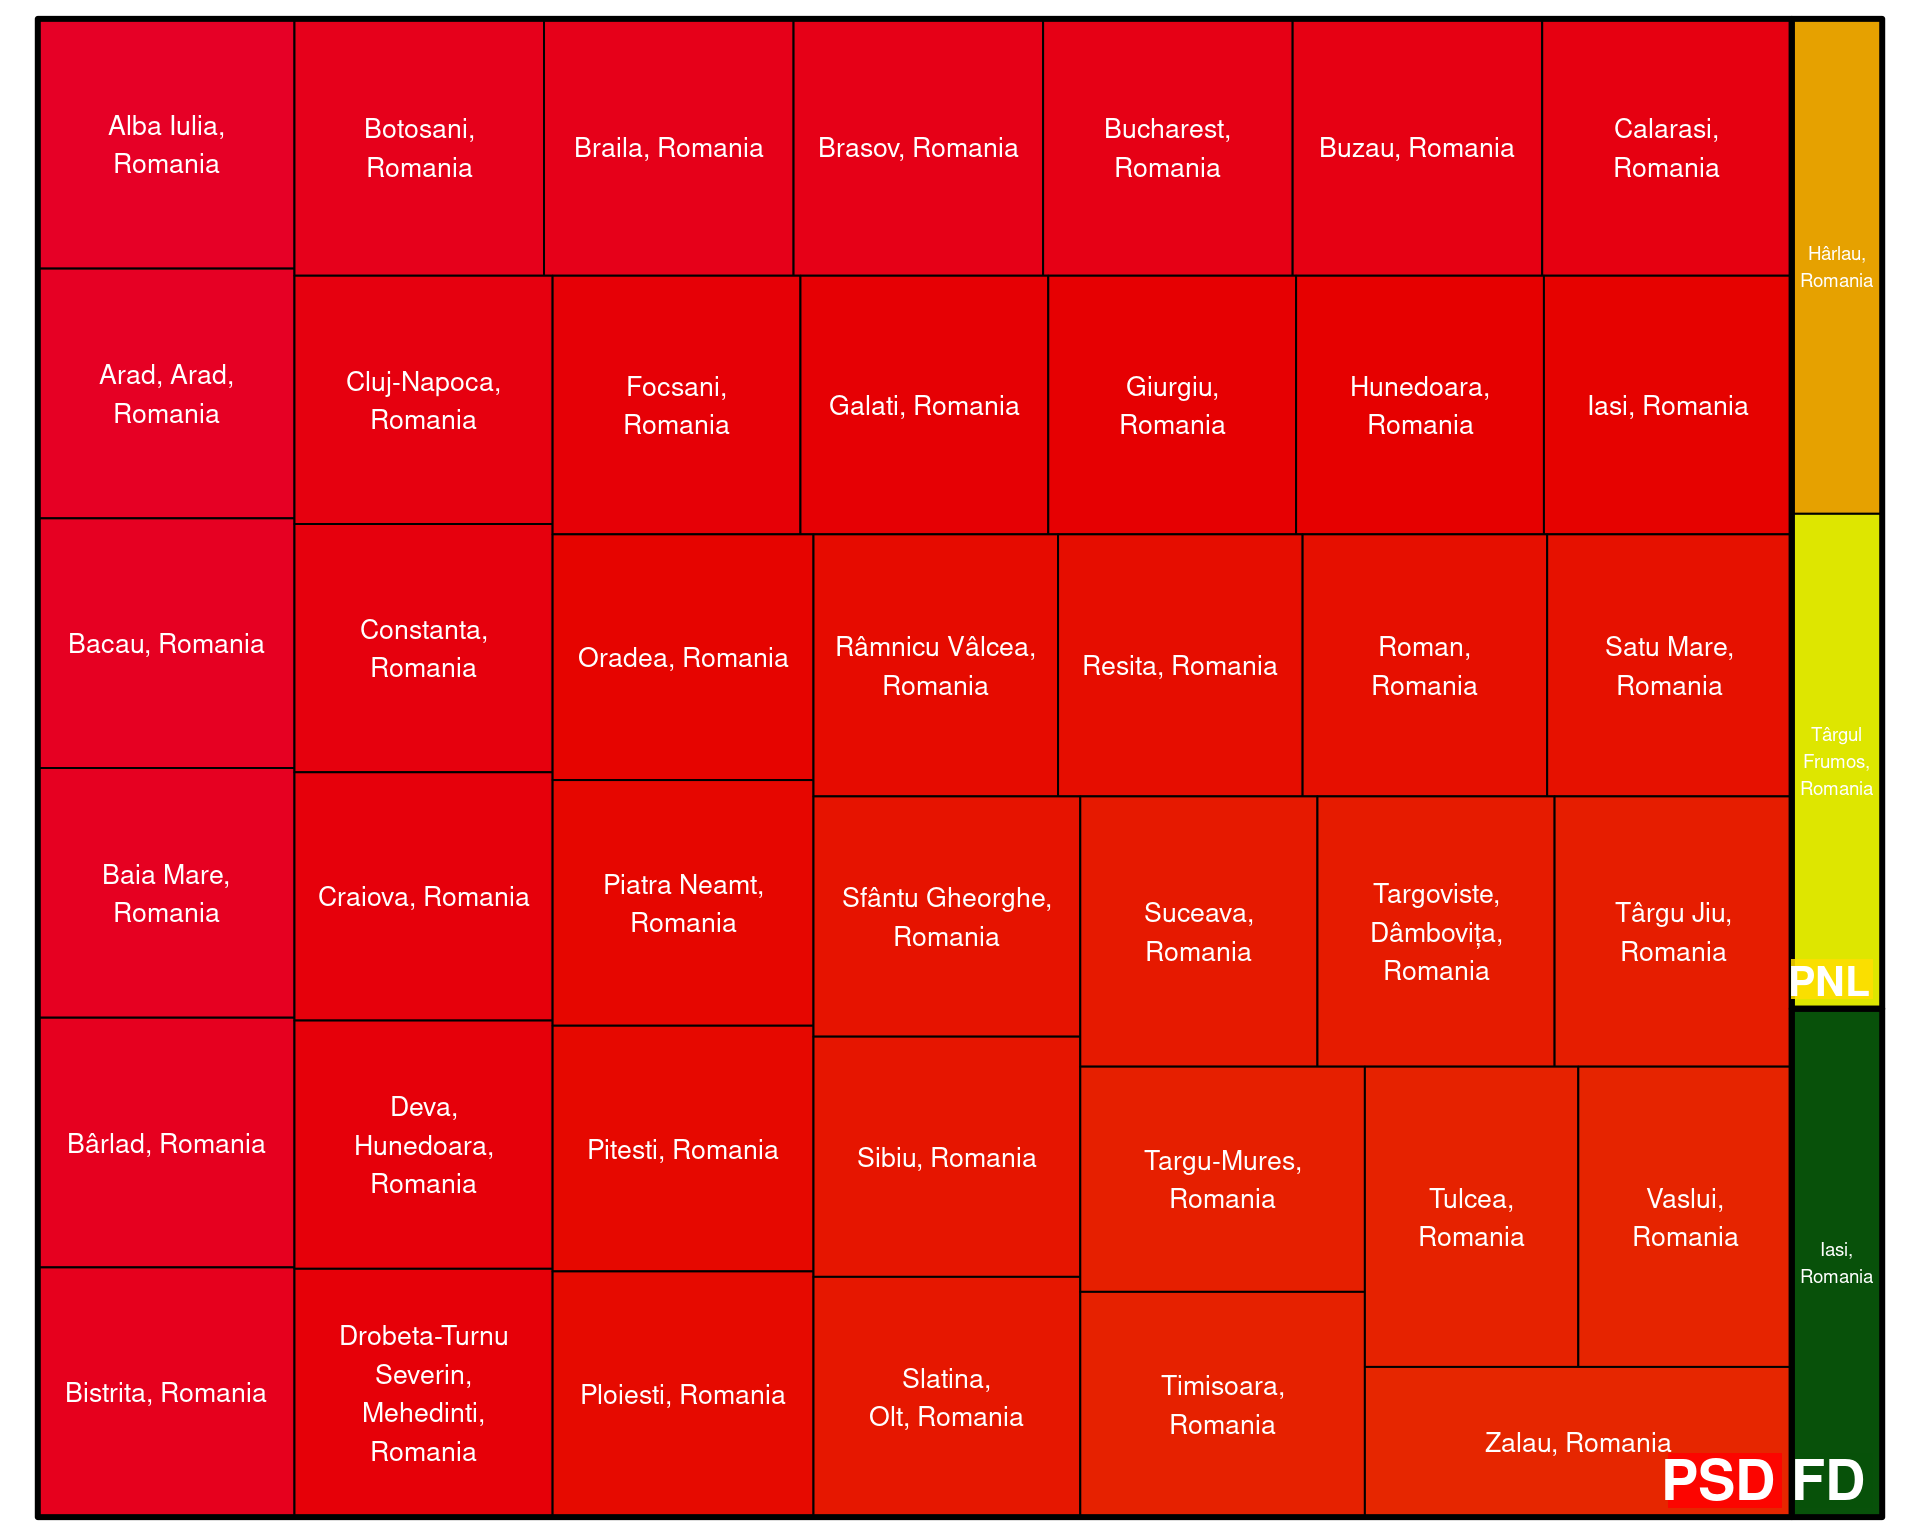 Alba Iulia,
Romania
Botosani,
Romania
Braila, Romania
Brasov, Romania
Bucharest,
Romania
Buzau, Romania
Calarasi,
Romania
Hârlau,
Romania
Arad, Arad,
Romania
Cluj-Napoca,
Romania
Focsani,
Romania
Galati, Romania
Giurgiu,
Romania
Hunedoara,
Romania
Iasi, Romania
Bacau, Romania
Constanta,
Romania
Oradea, Romania
Râmnicu Vâlcea,
Romania
Resita, Romania
Roman,
Romania
Satu Mare,
Romania
Târgul
Frumos,
Romania
Baia Mare,
Romania
Craiova, Romania
Piatra Neamt,
Romania
Sfântu Gheorghe,
Romania
Suceava,
Romania
Targoviste,
Dâmbovița,
Romania
Târgu Jiu,
Romania
PNL
Bârlad, Romania
Deva,
Hunedoara,
Romania
Pitesti, Romania
Sibiu, Romania
Targu-Mures,
Romania
Tulcea,
Romania
Vaslui,
Romania
Iasi,
Romania
Bistrita, Romania
Drobeta-Turnu
Severin,
Mehedinti,
Romania
Ploiesti, Romania
Slatina,
Olt, Romania
Timisoara,
Romania
Zalau, Romania
PSD
FD